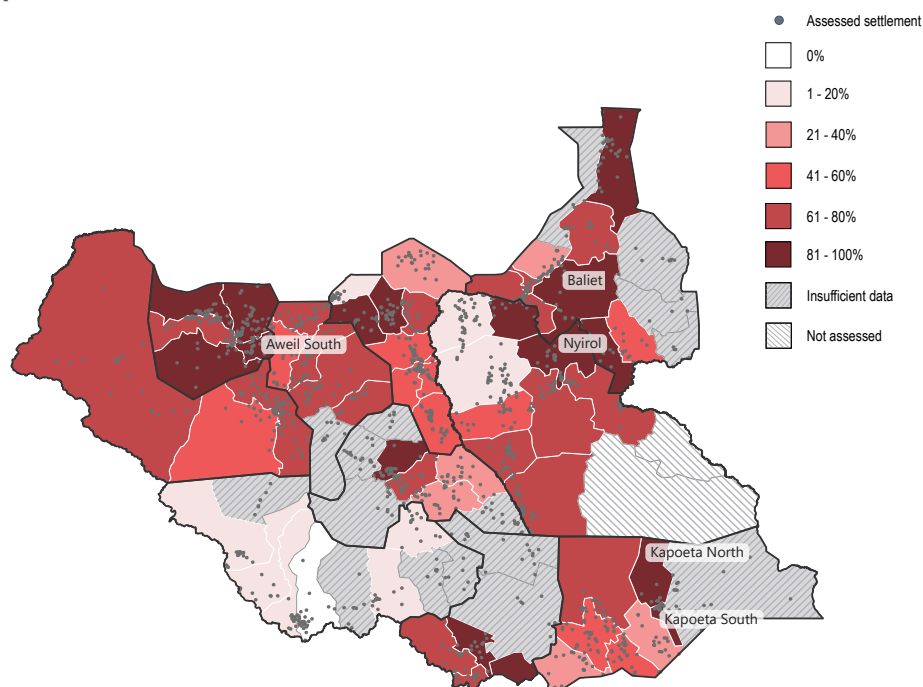 Assessed settlement
0%
1 - 20%
21 - 40%
41 - 60%
61 - 80%
81 - 100%
Insufficient data
Not assessed
Baliet
Nyirol
Aweil South
Kapoeta North
Kapoeta South